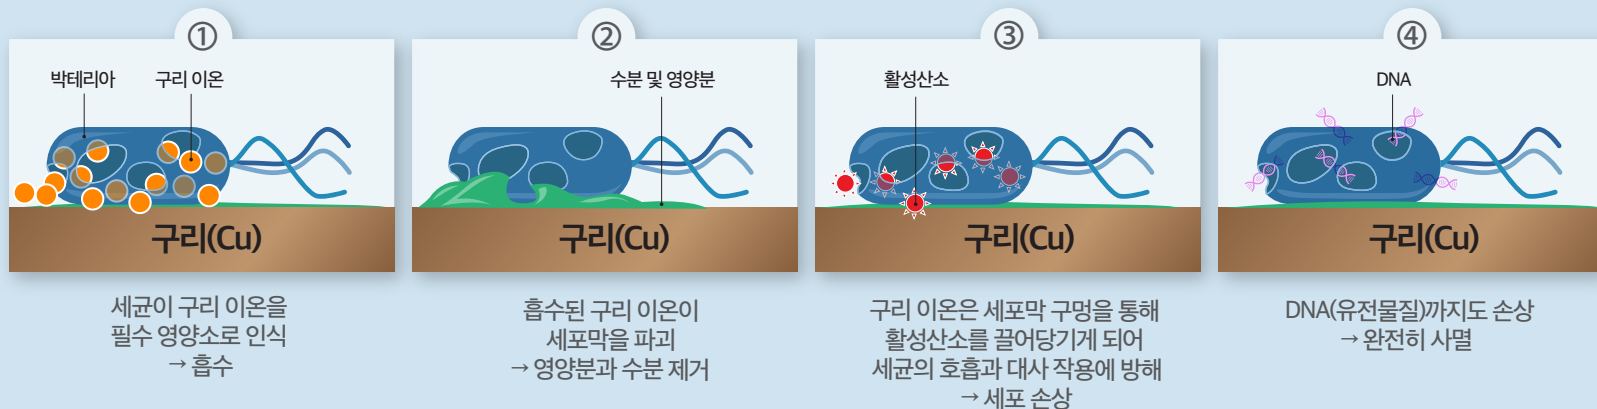 ①
박테리아
구리 이온
구리(Cu)
세균이 구리 이온을
필수 영양소로 인식
→ 흡수
②
수분 및 영양분
구리(Cu)
흡수된 구리 이온이
세포막을 파괴
→ 영양분과 수분 제거
③
활성산소
구리(Cu)
구리 이온은 세포막 구멍을 통해
활성산소를 끌어당기게 되어
세균의 호흡과 대사 작용에 방해
→ 세포 손상
④
DNA
구리(Cu)
DNA(유전물질)까지도 손상
→ 완전히 사멸